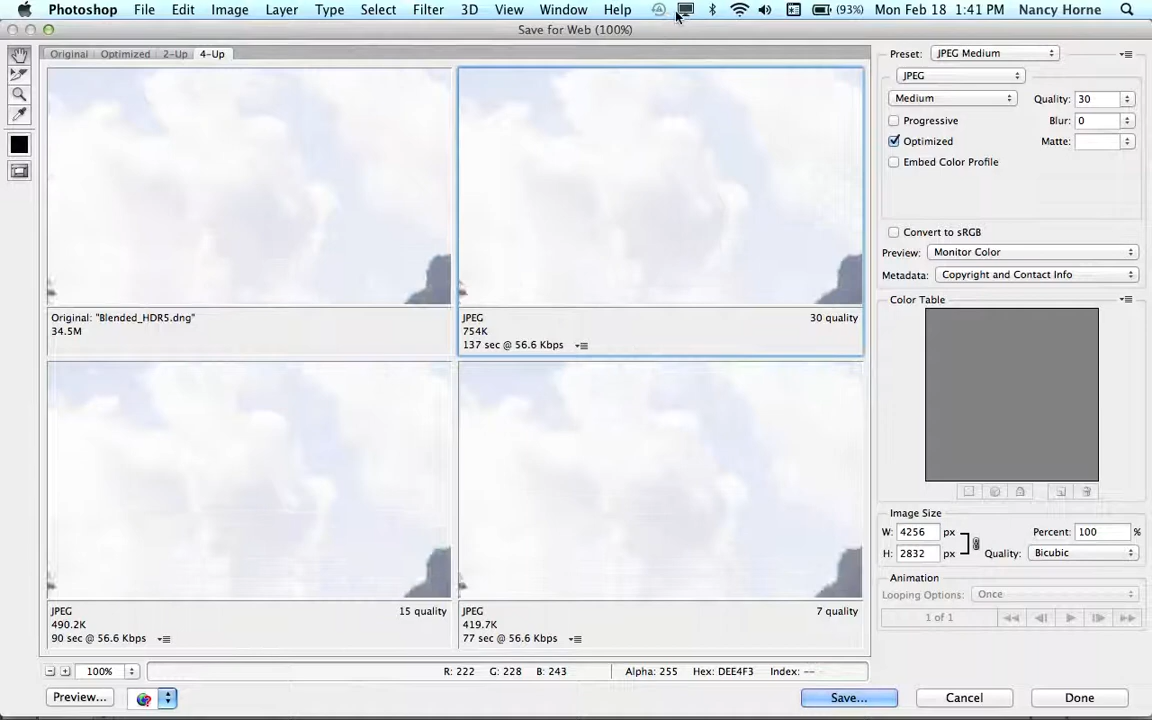 Photoshop File Edit Image Layer Type Select Filter 3D View Window Help (93%) Mon Feb 18 1:41 PM Nancy Horne
Save for Web (100%)
Original Optimized 2-Up 4-Up
Original: "Blended_HDR5.dng"
34.5M
JPEG 30 quality
754K
137 sec @ 56.6 Kbps
JPEG 15 quality
490.2K
90 sec @ 56.6 Kbps
JPEG 7 quality
419.7K
77 sec @ 56.6 Kbps
Preset: JPEG Medium
JPEG
Medium Quality: 30
Progressive Blur: 0
Optimized Matte:
Embed Color Profile
Convert to sRGB
Preview: Monitor Color
Metadata: Copyright and Contact Info
Color Table
Image Size
W: 4256 px Percent: 100 %
H: 2832 px Quality: Bicubic
Animation
Looping Options: Once
1 of 1
100% R: 222 G: 228 B: 243 Alpha: 255 Hex: DEE4F3 Index: --
Preview... Save... Cancel Done